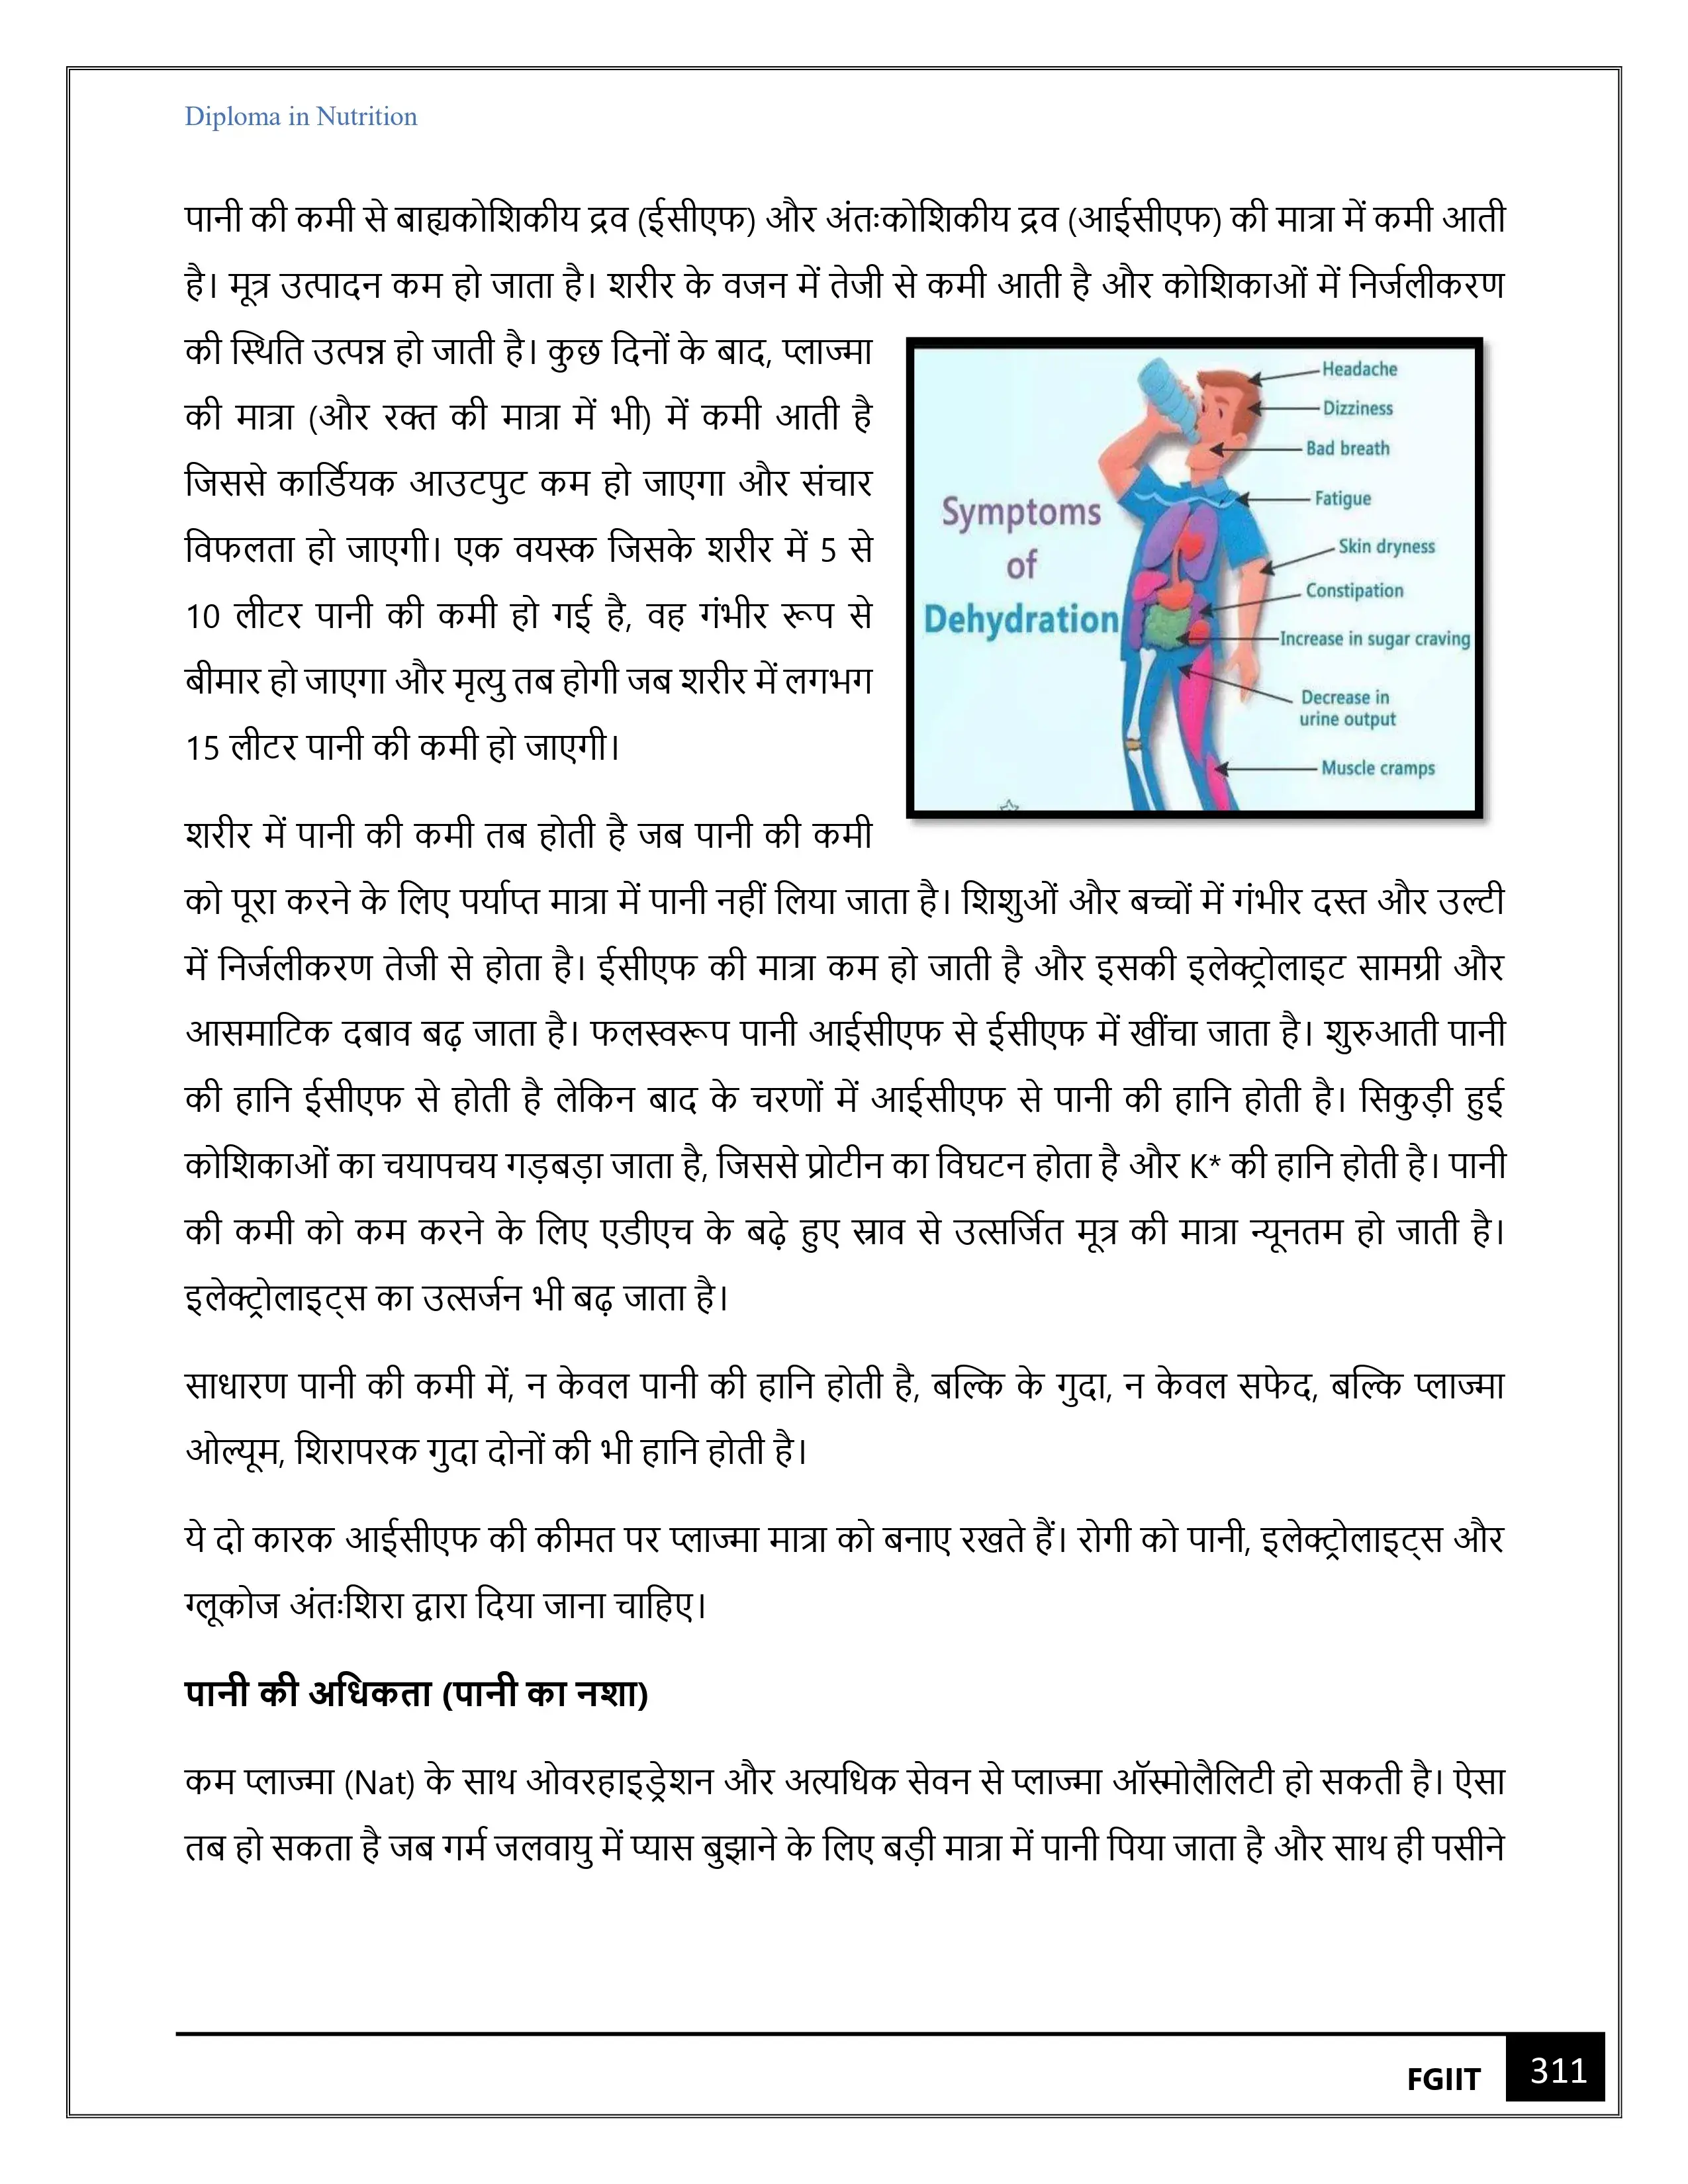 Diploma in Nutrition
पानी की कमी से बाह्यकोशिकीय द्रव (ईसीएफ) और अंतःकोशिकीय द्रव (आईसीएफ) की मात्रा में कमी आती
है। मूत्र उत्पादन कम हो जाता है। शरीर के वजन में तेजी से कमी आती है और कोशिकाओं में निर्जलीकरण
की स्थिति उत्पन्न हो जाती है। कुछ दिनों के बाद, प्लाज्मा
की मात्रा (और रक्त की मात्रा में भी) में कमी आती है
जिससे कार्डियक आउटपुट कम हो जाएगा और संचार
विफलता हो जाएगी। एक वयस्क जिसके शरीर में 5 से
10 लीटर पानी की कमी हो गई है, वह गंभीर रूप से
बीमार हो जाएगा और मृत्यु तब होगी जब शरीर में लगभग
15 लीटर पानी की कमी हो जाएगी।
Symptoms
of
Dehydration
Headache
Dizziness
Bad breath
Fatigue
Skin dryness
Constipation
Increase in sugar craving
Decrease in
urine output
Muscle cramps
शरीर में पानी की कमी तब होती है जब पानी की कमी
को पूरा करने के लिए पर्याप्त मात्रा में पानी नहीं लिया जाता है। शिशुओं और बच्चों में गंभीर दस्त और उल्टी
में निर्जलीकरण तेजी से होता है। ईसीएफ की मात्रा कम हो जाती है और इसकी इलेक्ट्रोलाइट सामग्री और
आसमाटिक दबाव बढ़ जाता है। फलस्वरूप पानी आईसीएफ से ईसीएफ में खींचा जाता है। शुरुआती पानी
की हानि ईसीएफ से होती है लेकिन बाद के चरणों में आईसीएफ से पानी की हानि होती है। सिकुड़ी हुई
कोशिकाओं का चयापचय गड़बड़ा जाता है, जिससे प्रोटीन का विघटन होता है और K* की हानि होती है। पानी
की कमी को कम करने के लिए एडीएच के बढ़े हुए स्राव से उत्सर्जित मूत्र की मात्रा न्यूनतम हो जाती है।
इलेक्ट्रोलाइट्स का उत्सर्जन भी बढ़ जाता है।
साधारण पानी की कमी में, न केवल पानी की हानि होती है, बल्कि के गुदा, न केवल सफेद, बल्कि प्लाज्मा
ओल्यूम, शिरापरक गुदा दोनों की भी हानि होती है।
ये दो कारक आईसीएफ की कीमत पर प्लाज्मा मात्रा को बनाए रखते हैं। रोगी को पानी, इलेक्ट्रोलाइट्स और
ग्लूकोज अंतःशिरा द्वारा दिया जाना चाहिए।
पानी की अधिकता (पानी का नशा)
कम प्लाज्मा (Nat) के साथ ओवरहाइड्रेशन और अत्यधिक सेवन से प्लाज्मा ऑस्मोलैलिटी हो सकती है। ऐसा
तब हो सकता है जब गर्म जलवायु में प्यास बुझाने के लिए बड़ी मात्रा में पानी पिया जाता है और साथ ही पसीने
FGIIT
311